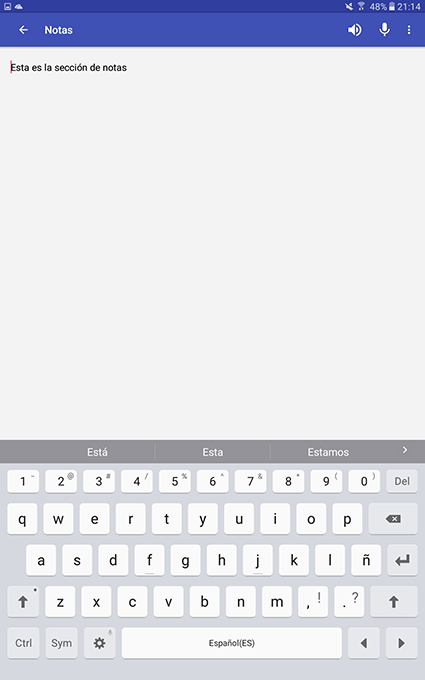 48% 21:14
Notas
Esta es la sección de notas
Está Esta Estamos
1 ~ 2 @ 3 # 4 / 5 % 6 ^ 7 & 8 * 9 ( 0 ) Del
q w e r t y u i o p
a s d f g h j k l ñ
z x c v b n m , ! . ?
Ctrl Sym Español(ES)